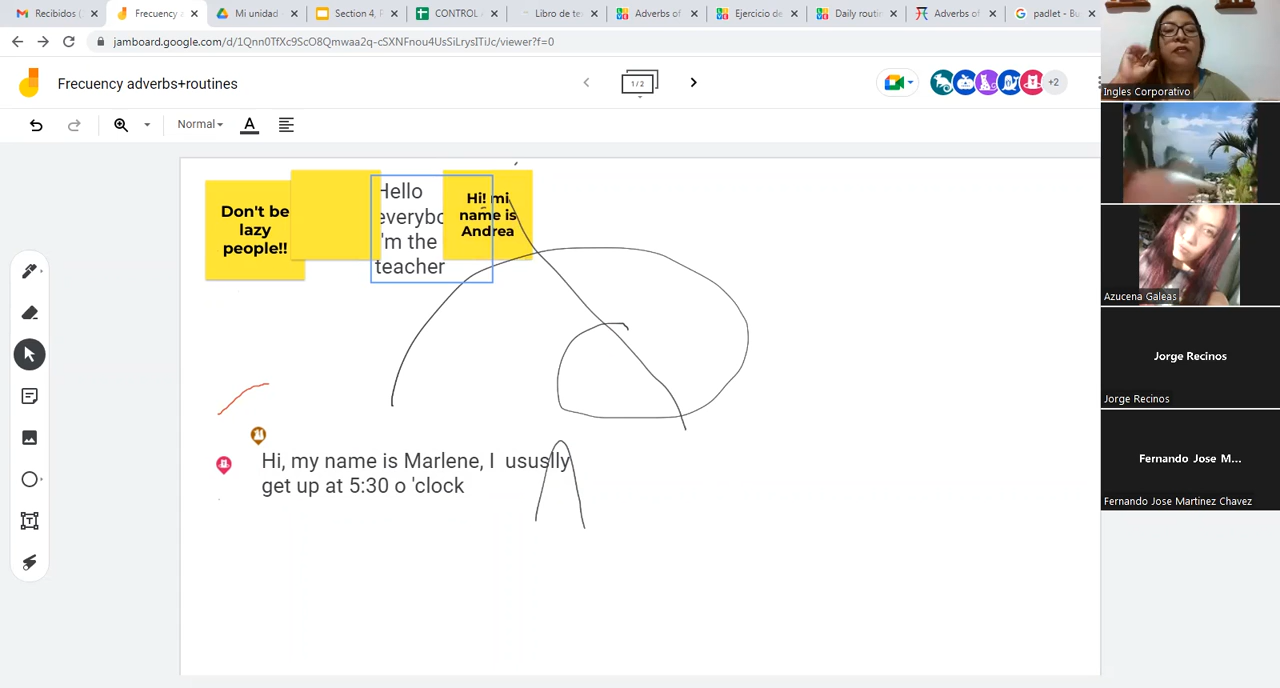 Recibidos (
Frecuency a
Mi unidad
Section 4, F
CONTROL
Libro de te
Adverbs of
Ejercicio de
Daily routin
Adverbs of
padlet - Bu
jamboard.google.com/d/
/viewer?f=0
Frecuency adverbs+routines
1 / 2
+2
Normal
Don't be
lazy
people!!
Hello
everybo
I'm the
teacher
Hi! mi
name is
Andrea
Hi, my name is Marlene, I ususlly
get up at 5:30 o 'clock
Ingles Corporativo
Azucena Galeas
Jorge Recinos
Jorge Recinos
Fernando Jose M...
Fernando Jose Martinez Chavez